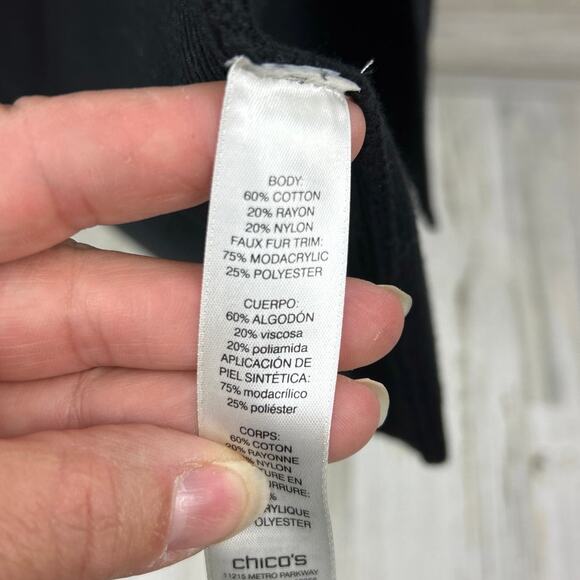 BODY:
60% COTTON
20% RAYON
20% NYLON
FAUX FUR TRIM:
75% MODACRYLIC
25% POLYESTER
CUERPO:
60% ALGODÓN
20% viscosa
20% poliamida
APLICACIÓN DE
PIEL SINTÉTICA:
75% modacrílico
25% poliéster
CORPS:
60% COTON
20% RAYONNE
NYLON
EN
chico's
11215 METRO PARKWAY